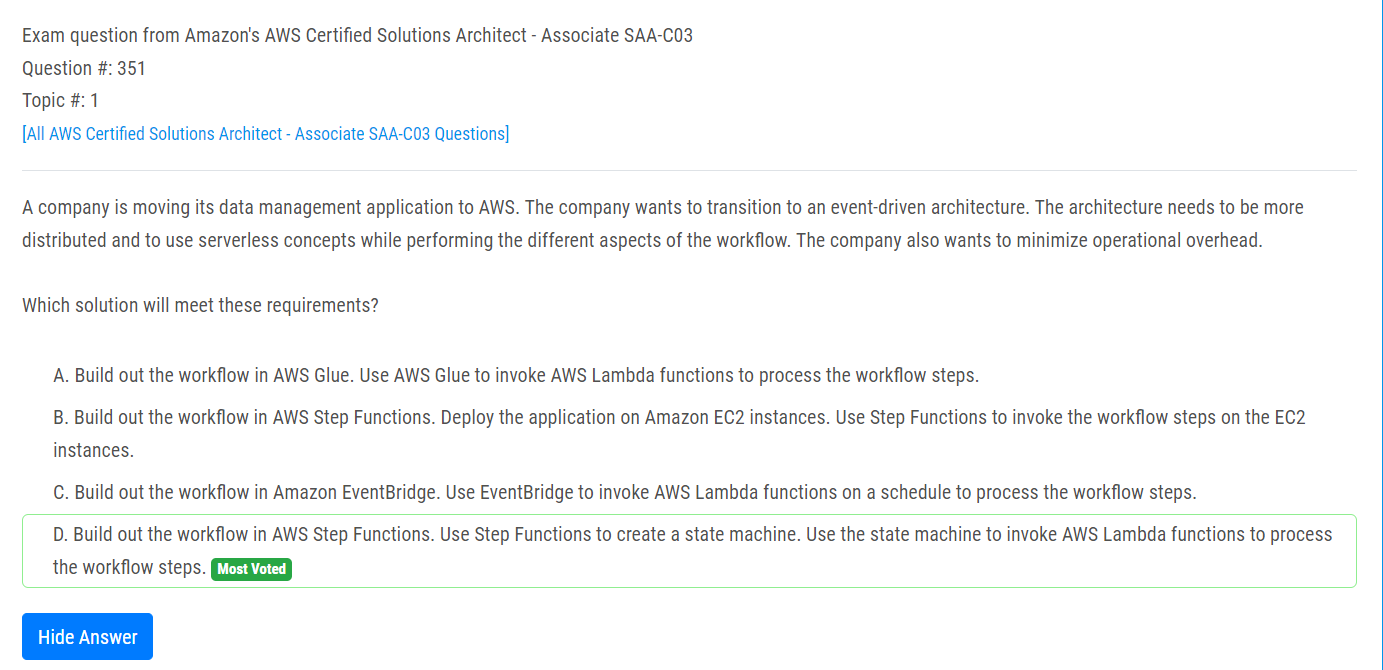 Exam question from Amazon's AWS Certified Solutions Architect - Associate SAA-C03
Question #: 351
Topic #: 1
[All AWS Certified Solutions Architect - Associate SAA-C03 Questions]
A company is moving its data management application to AWS. The company wants to transition to an event-driven architecture. The architecture needs to be more
distributed and to use serverless concepts while performing the different aspects of the workflow. The company also wants to minimize operational overhead.
Which solution will meet these requirements?
A. Build out the workflow in AWS Glue. Use AWS Glue to invoke AWS Lambda functions to process the workflow steps.
B. Build out the workflow in AWS Step Functions. Deploy the application on Amazon EC2 instances. Use Step Functions to invoke the workflow steps on the EC2
instances.
C. Build out the workflow in Amazon EventBridge. Use EventBridge to invoke AWS Lambda functions on a schedule to process the workflow steps.
D. Build out the workflow in AWS Step Functions. Use Step Functions to create a state machine. Use the state machine to invoke AWS Lambda functions to process
the workflow steps. Most Voted
Hide Answer